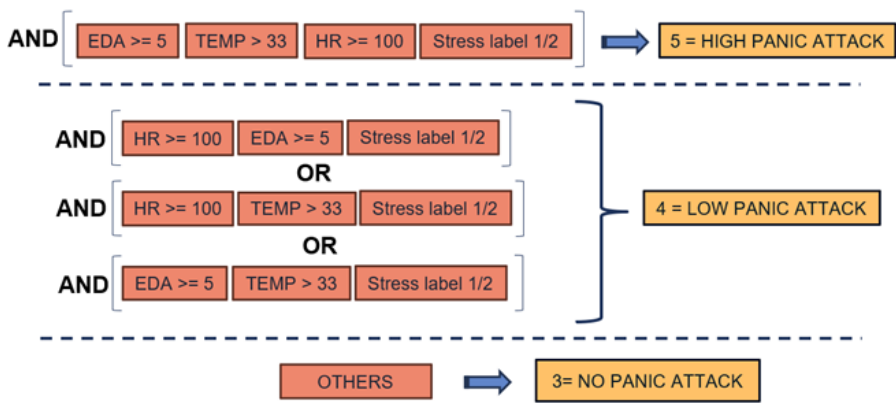 AND EDA >= 5 TEMP > 33 HR >= 100 Stress label 1/2 5 = HIGH PANIC ATTACK
AND HR >= 100 EDA >= 5 Stress label 1/2
OR
AND HR >= 100 TEMP > 33 Stress label 1/2 4 = LOW PANIC ATTACK
OR
AND EDA >= 5 TEMP > 33 Stress label 1/2
OTHERS 3= NO PANIC ATTACK